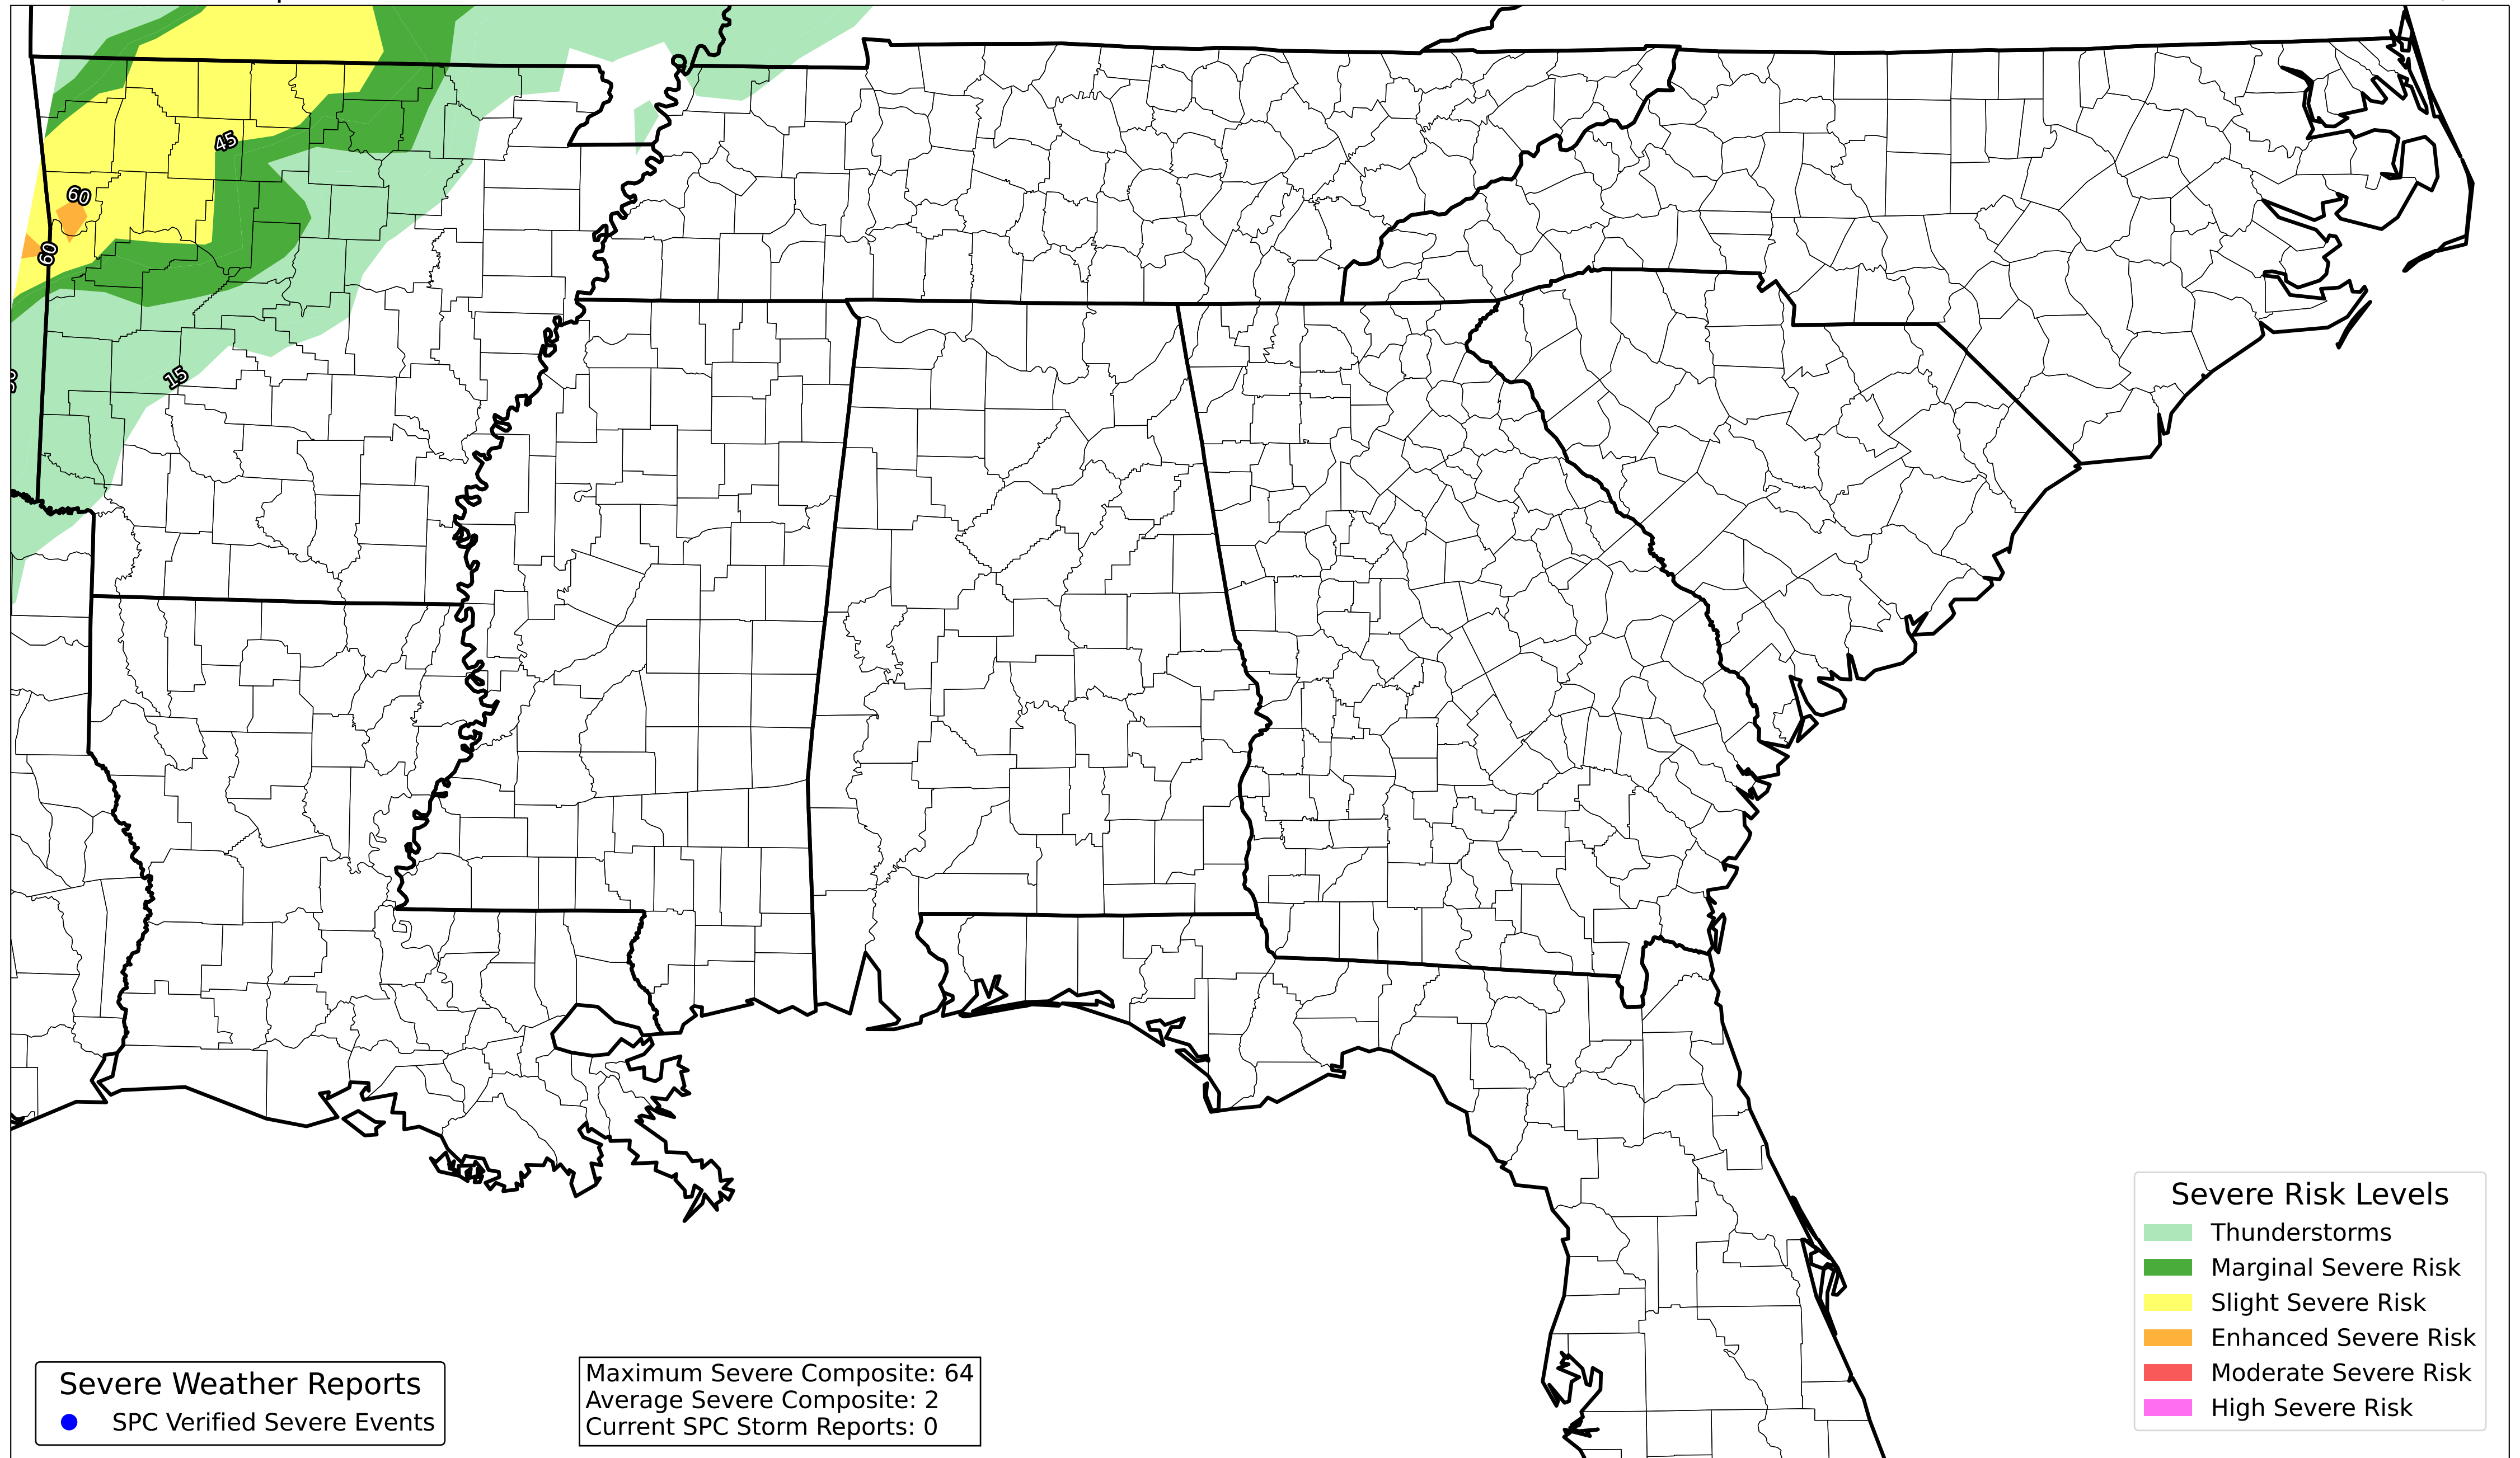 45
60
60
15
Severe Weather Reports
SPC Verified Severe Events
Maximum Severe Composite: 64
Average Severe Composite: 2
Current SPC Storm Reports: 0
Severe Risk Levels
Thunderstorms
Marginal Severe Risk
Slight Severe Risk
Enhanced Severe Risk
Moderate Severe Risk
High Severe Risk